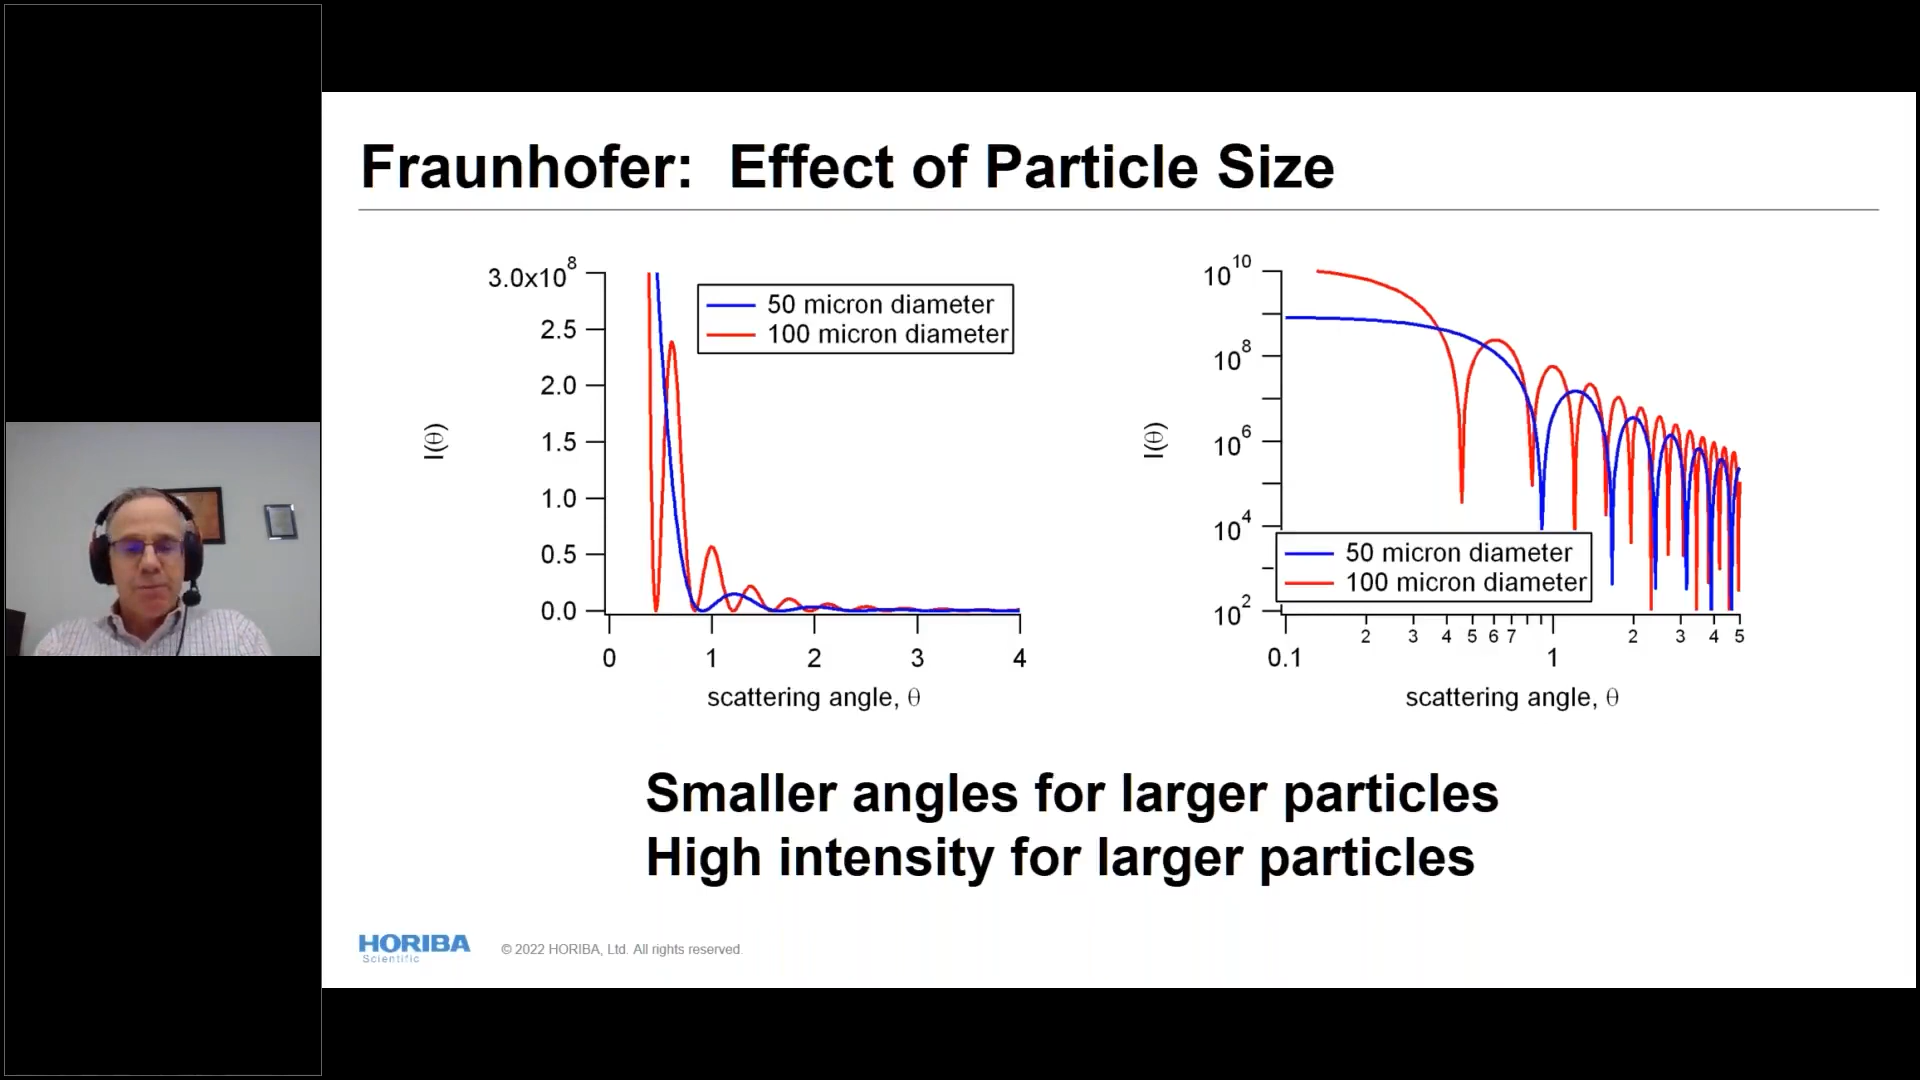 Fraunhofer: Effect of Particle Size
3.0x10^8
2.5
2.0
1.5
1.0
0.5
0.0
I(θ)
50 micron diameter
100 micron diameter
0 1 2 3 4
scattering angle, θ
10^10
10^8
10^6
10^4
10^2
I(θ)
50 micron diameter
100 micron diameter
2 3 4 5 6 7 2 3 4 5
0.1 1
scattering angle, θ
Smaller angles for larger particles
High intensity for larger particles
HORIBA
Scientific
© 2022 HORIBA, Ltd. All rights reserved.